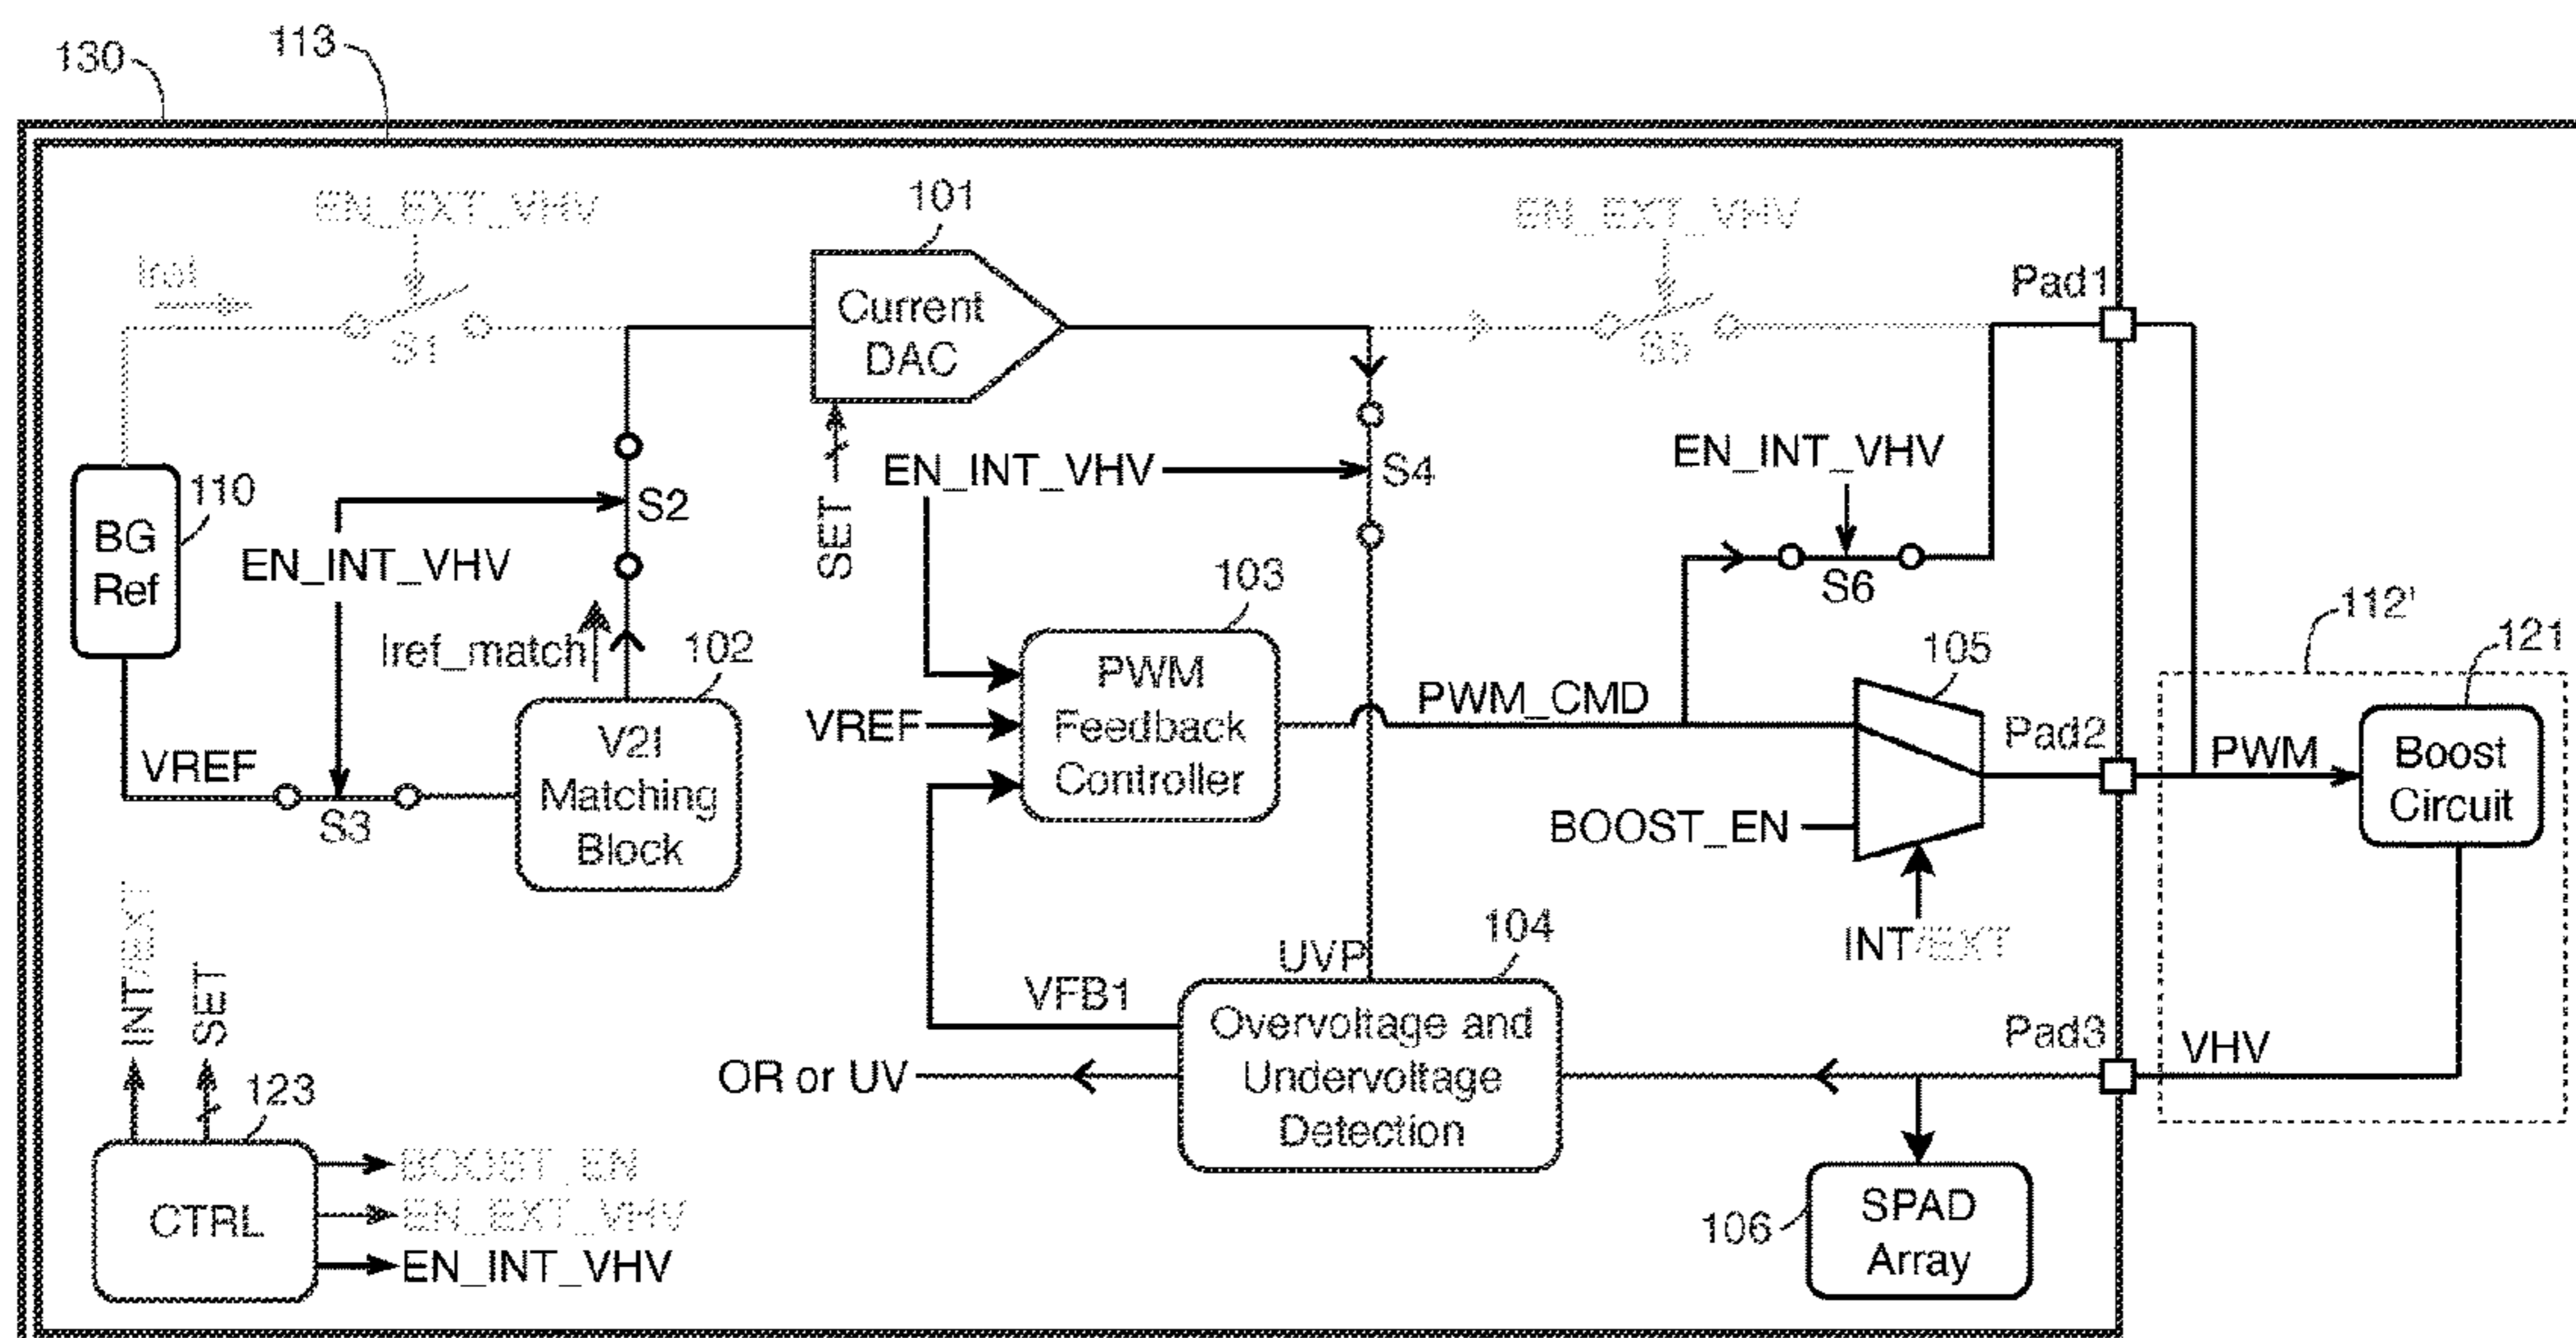 130
113
EN_EXT_VHV
Iref
S1
101
Current
DAC
EN_EXT_VHV
S5
Pad1
110
BG
Ref
EN_INT_VHV
S2
SET
EN_INT_VHV
S4
EN_INT_VHV
S6
Iref_match
102
V2I
Matching
Block
VREF
S3
103
PWM
Feedback
Controller
VREF
PWM_CMD
105
BOOST_EN
INT/EXT
Pad2
PWM
112'
121
Boost
Circuit
VFB1
UVP
104
Overvoltage and
Undervoltage
Detection
OR or UV
Pad3
VHV
106
SPAD
Array
INT/EXT
SET
123
CTRL
BOOST_EN
EN_EXT_VHV
EN_INT_VHV